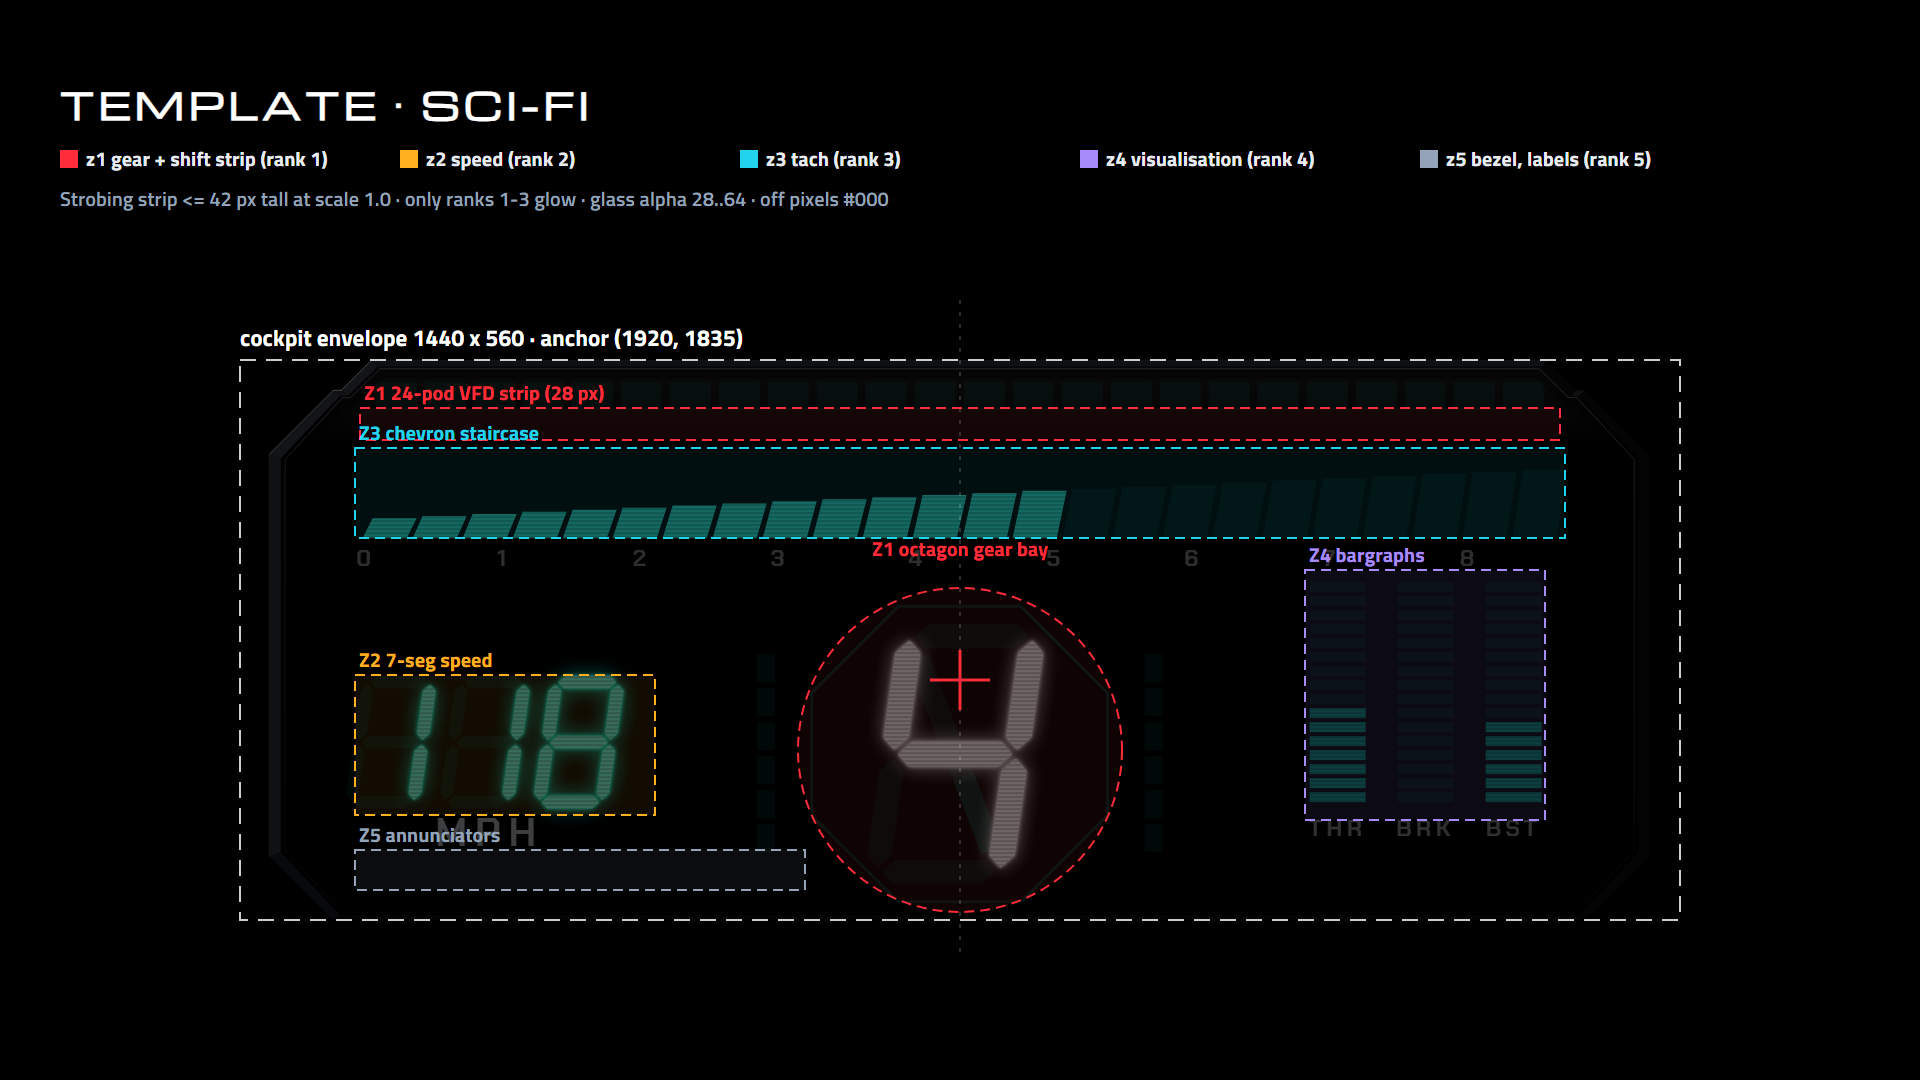 TEMPLATE · SCI-FI
z1 gear + shift strip (rank 1) z2 speed (rank 2) z3 tach (rank 3) z4 visualisation (rank 4) z5 bezel, labels (rank 5)
Strobing strip <= 42 px tall at scale 1.0 · only ranks 1-3 glow · glass alpha 28..64 · off pixels #000
cockpit envelope 1440 x 560 · anchor (1920, 1835)
Z1 24-pod VFD strip (28 px)
Z3 chevron staircase
0 1 2 3 4 5 6 7 8
Z1 octagon gear bay
Z4 bargraphs
Z2 7-seg speed
118
4
MPH
Z5 annunciators
THR BRK BST